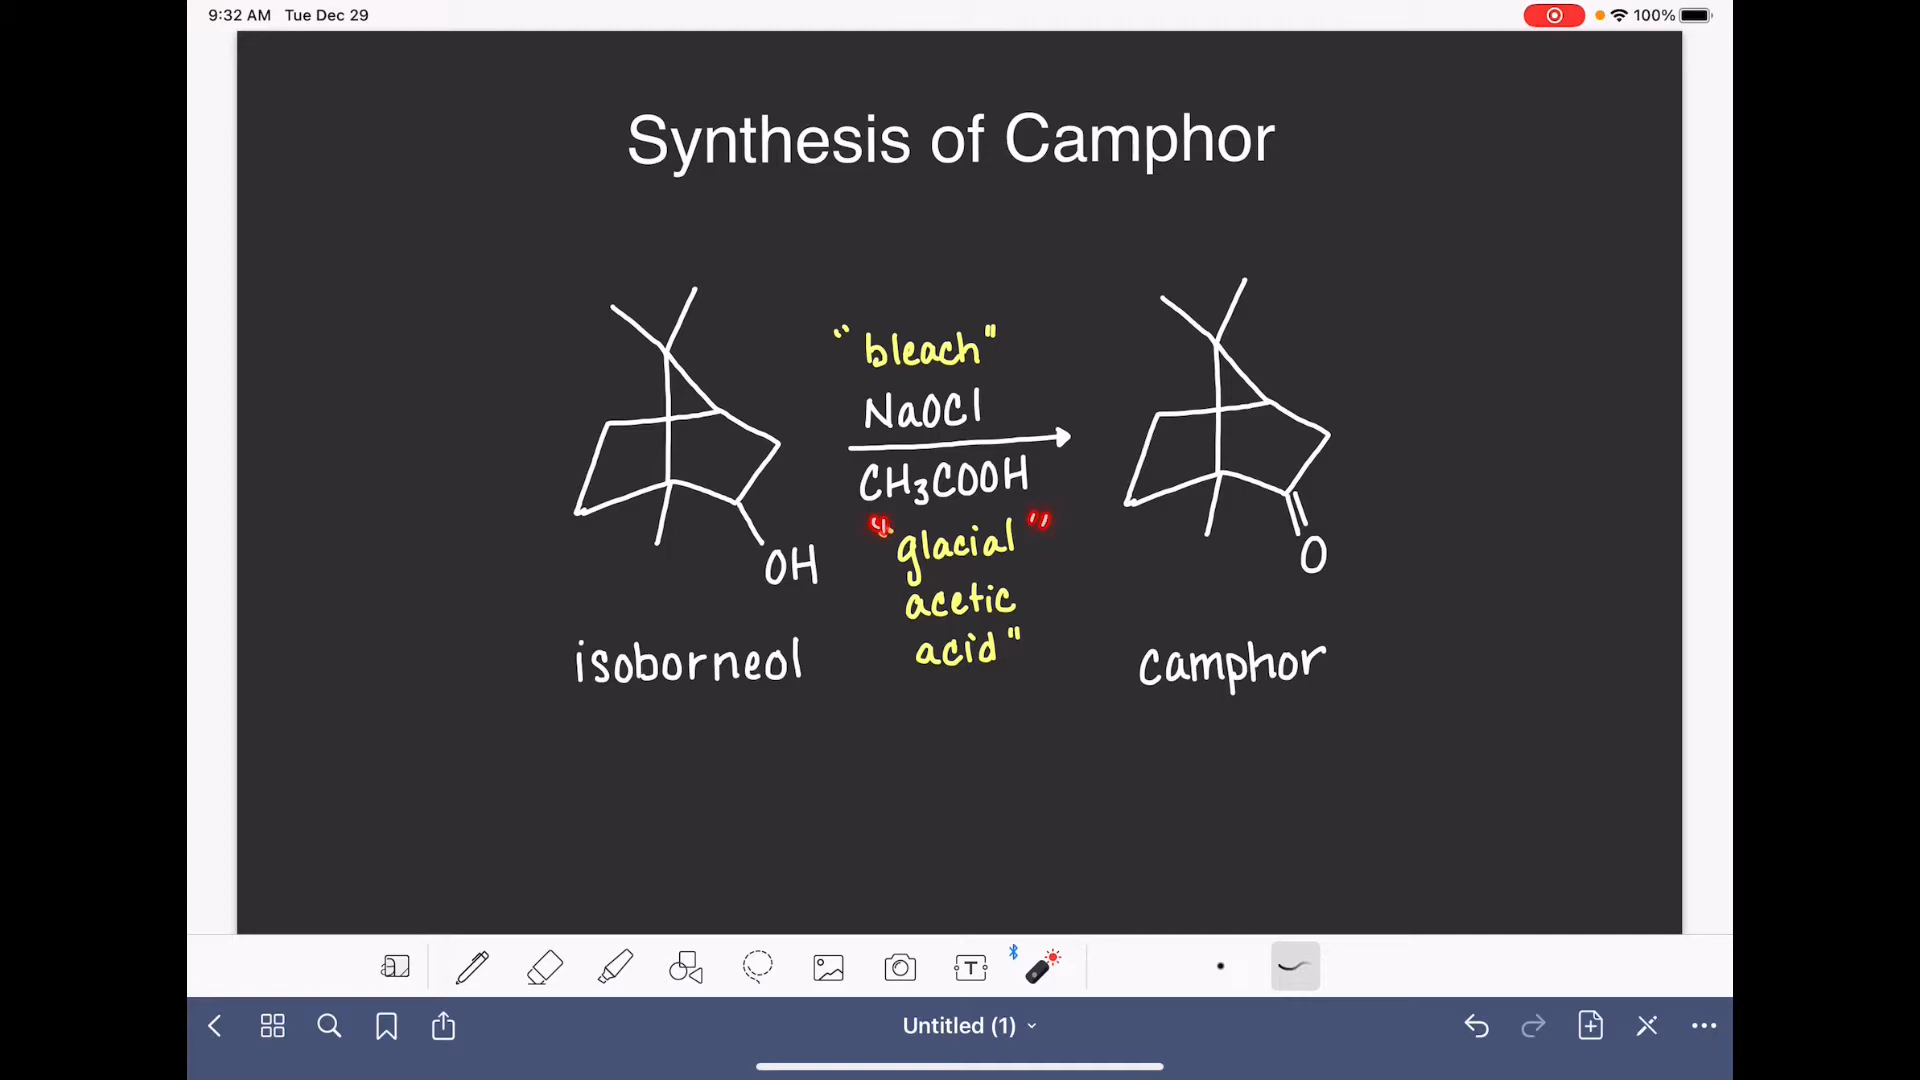 9:32 AM Tue Dec 29
100%
Synthesis of Camphor
"bleach"
NaOCl
CH₃COOH
"glacial"
acetic
acid"
OH
O
isoborneol
camphor
T
Untitled (1)